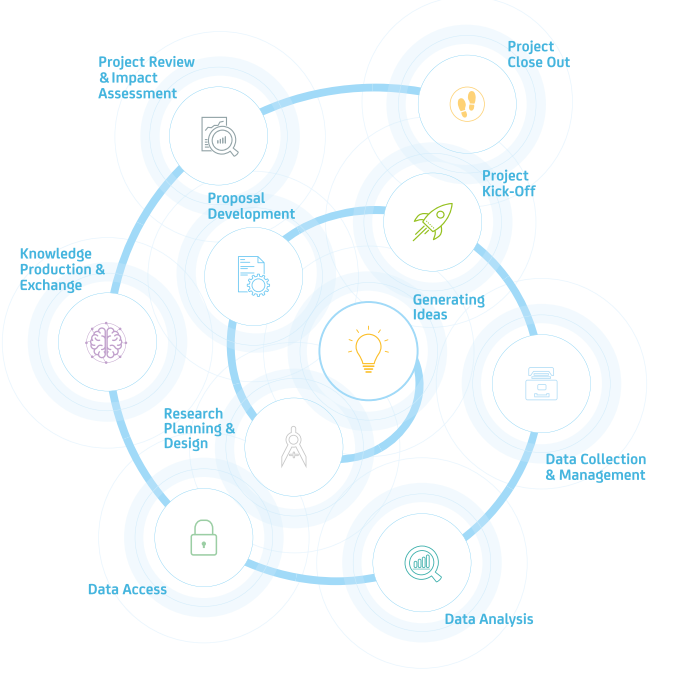 Project
Close Out
Project Review
& Impact
Assessment
Project
Kick-Off
Proposal
Development
Knowledge
Production &
Exchange
Generating
Ideas
Research
Planning &
Design
Data Collection
& Management
Data Access
Data Analysis